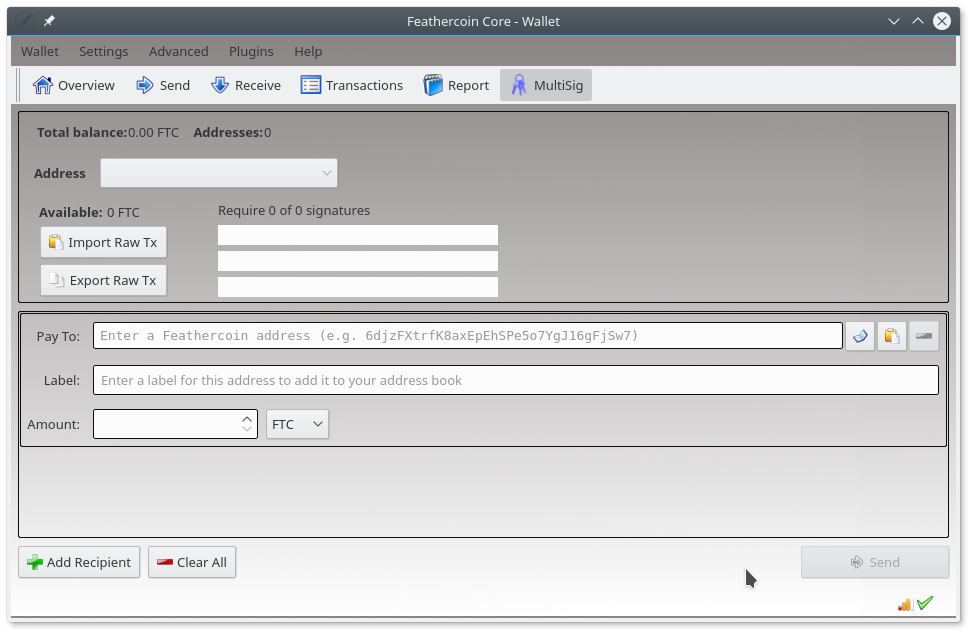 Feathercoin Core - Wallet
Wallet Settings Advanced Plugins Help
Overview Send Receive Transactions Report MultiSig
Total balance:0.00 FTC Addresses:0
Address
Available: 0 FTC Require 0 of 0 signatures
Import Raw Tx
Export Raw Tx
Pay To: Enter a Feathercoin address (e.g. 6djzFXtrfK8axEpEhSPe5o7YgJ16gFjSw7)
Label: Enter a label for this address to add it to your address book
Amount: FTC
Add Recipient Clear All Send